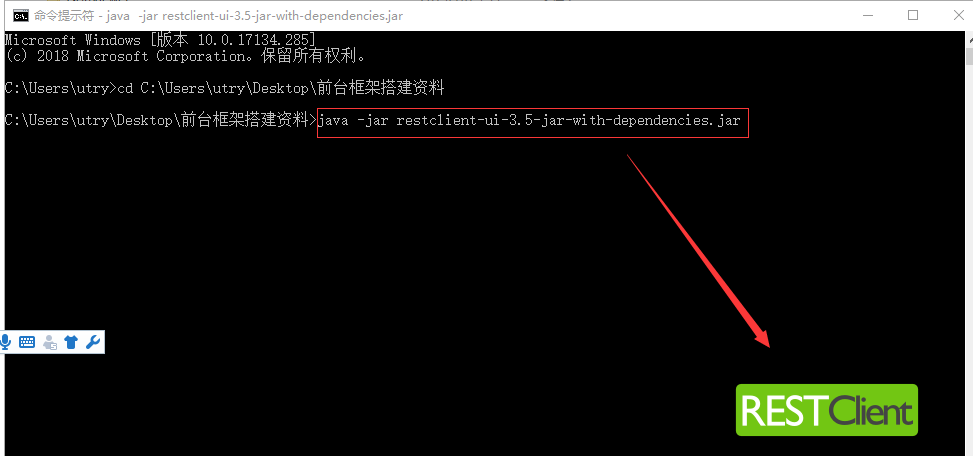 命令提示符 - java -jar restclient-ui-3.5-jar-with-dependencies.jar
Microsoft Windows [版本 10.0.17134.285]
(c) 2018 Microsoft Corporation。保留所有权利。
C:\Users\utry>cd C:\Users\utry\Desktop\前台框架搭建资料
C:\Users\utry\Desktop\前台框架搭建资料>java -jar restclient-ui-3.5-jar-with-dependencies.jar
RESTClient